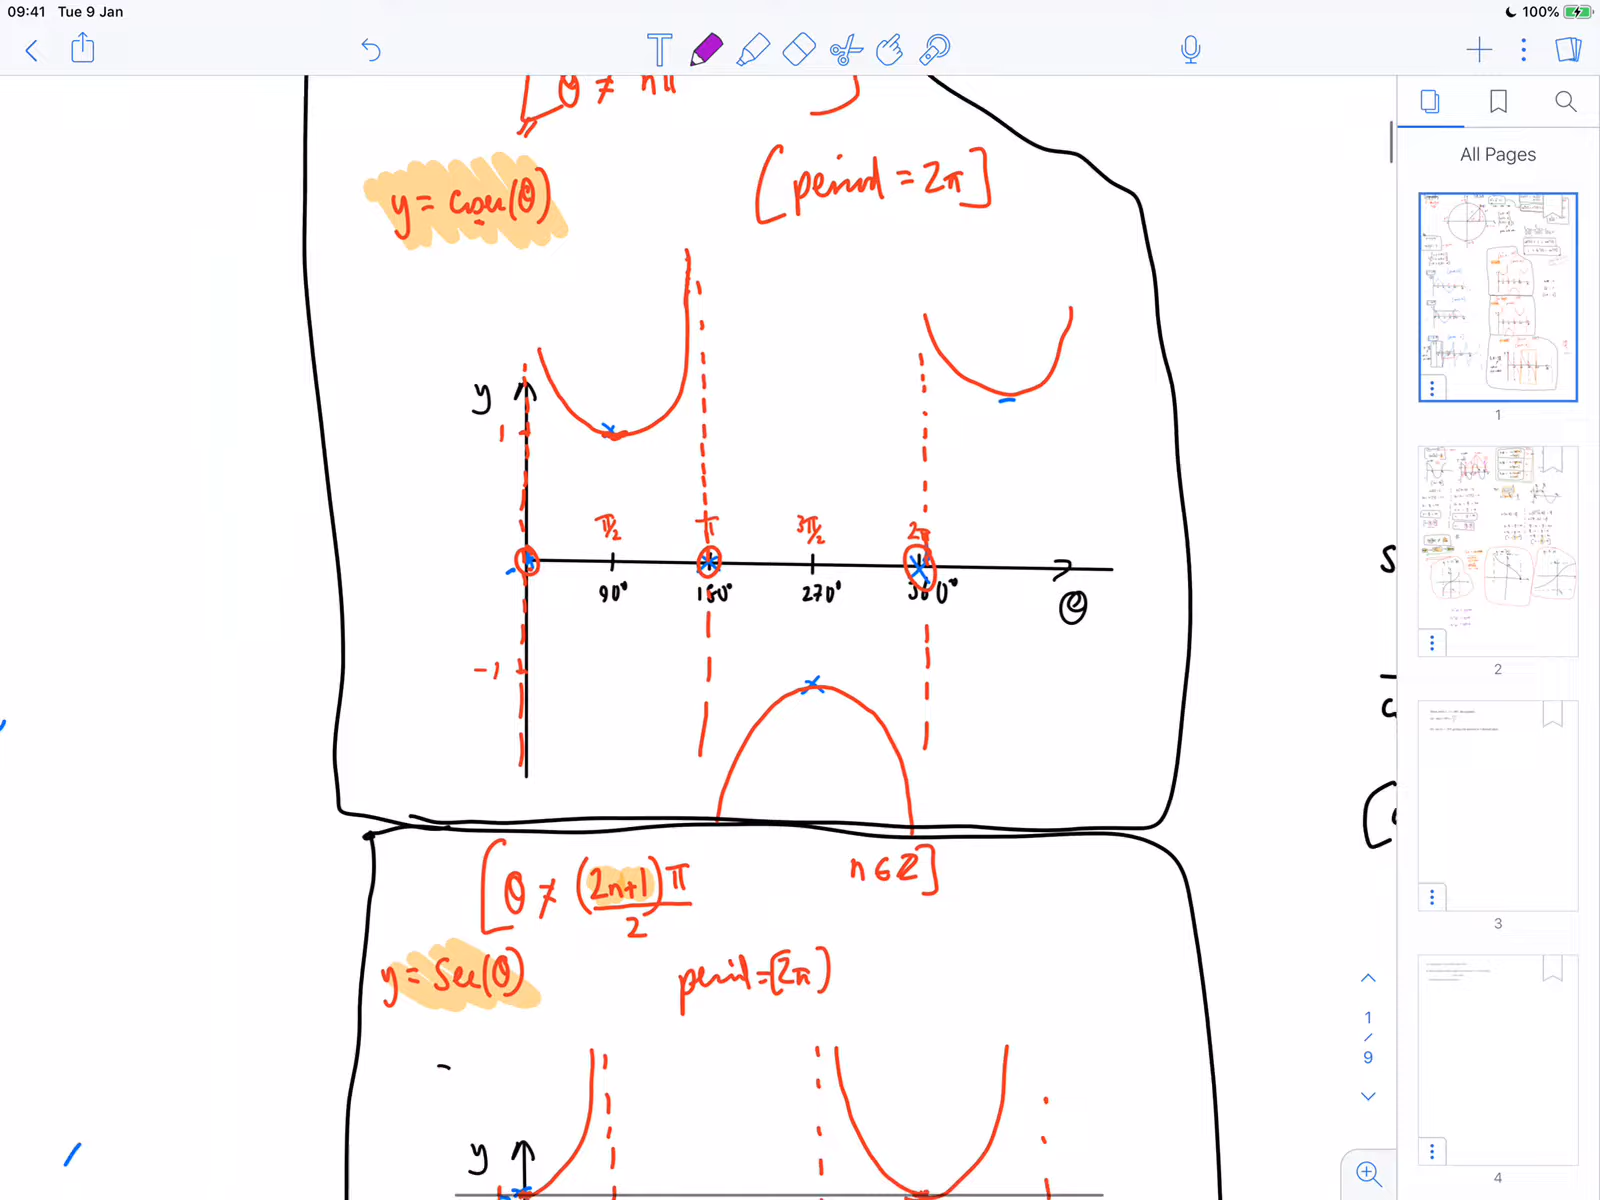 09:41 Tue 9 Jan
100%
All Pages
θ ≠ nπ
y = cosec(θ)
[period = 2π]
y
1
π/2
π
3π/2
2π
90°
180°
270°
360°
θ
-1
[θ ≠ (2n+1)π/2
n∈ℤ]
y = Sec(θ)
period = [2π)
y
S
1
/
9
1
2
3
4